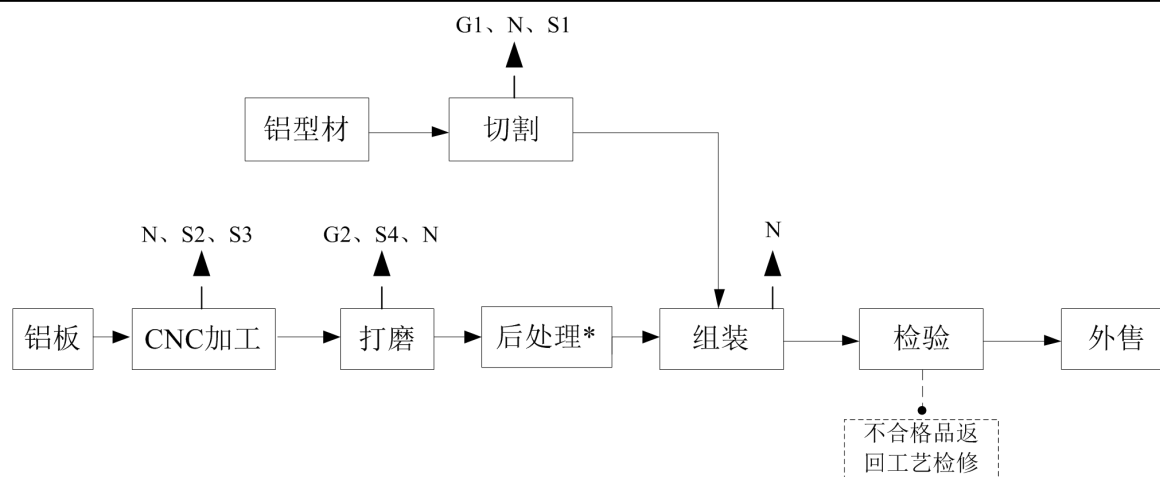 G1、N、S1
铝型材
切割
N、S2、S3
G2、S4、N
N
铝板
CNC加工
打磨
后处理*
组装
检验
外售
不合格品返
回工艺检修